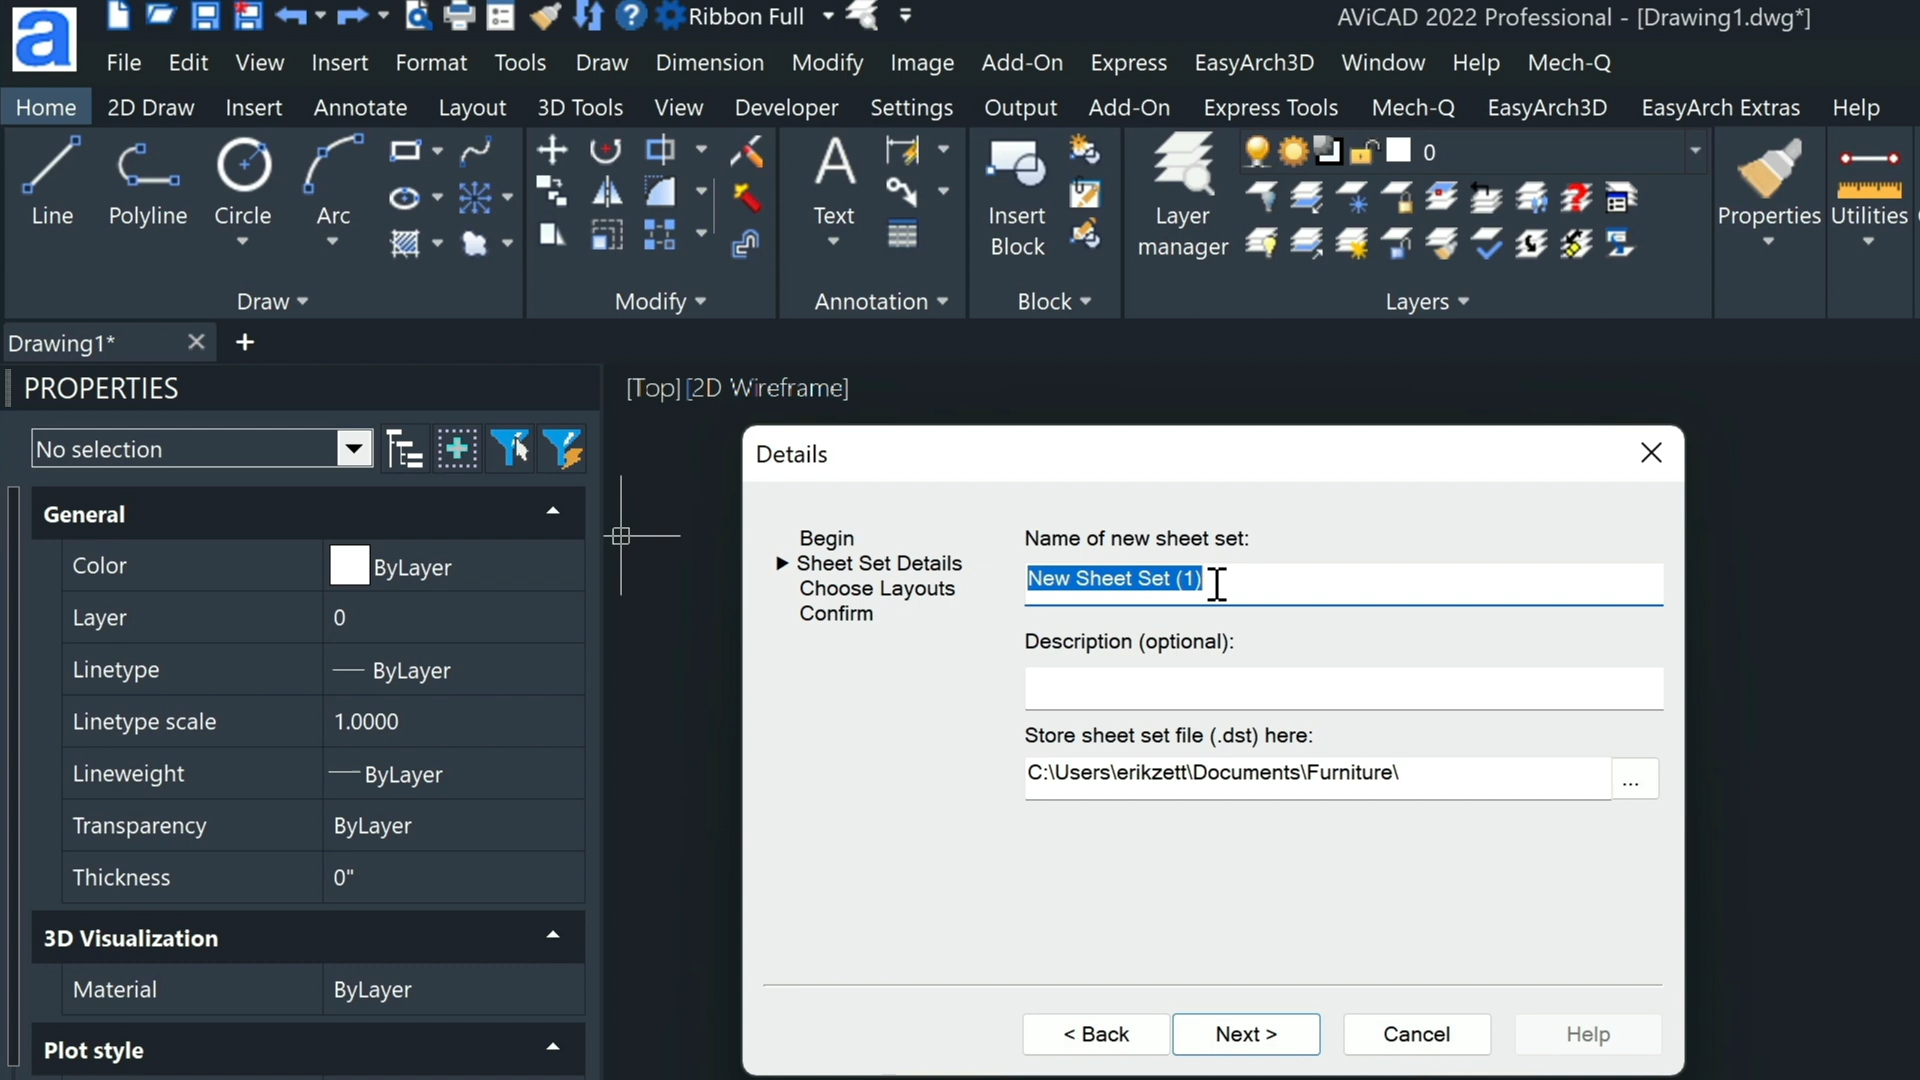 a
Ribbon Full
AViCAD 2022 Professional - [Drawing1.dwg*]
File Edit View Insert Format Tools Draw Dimension Modify Image Add-On Express EasyArch3D Window Help Mech-Q
Home 2D Draw Insert Annotate Layout 3D Tools View Developer Settings Output Add-On Express Tools Mech-Q EasyArch3D EasyArch Extras Help
0
Line Polyline Circle Arc A Text Insert Block Layer manager Properties Utilities
Draw Modify Annotation Block Layers
Drawing1*
PROPERTIES
[Top] [2D Wireframe]
No selection
General
Color ByLayer
Layer 0
Linetype ByLayer
Linetype scale 1.0000
Lineweight ByLayer
Transparency ByLayer
Thickness 0"
3D Visualization
Material ByLayer
Plot style
Details
Begin
Sheet Set Details
Choose Layouts
Confirm
Name of new sheet set:
New Sheet Set (1)
Description (optional):
Store sheet set file (.dst) here:
C:\Users\erikzett\Documents\Furniture\
...
< Back Next > Cancel Help